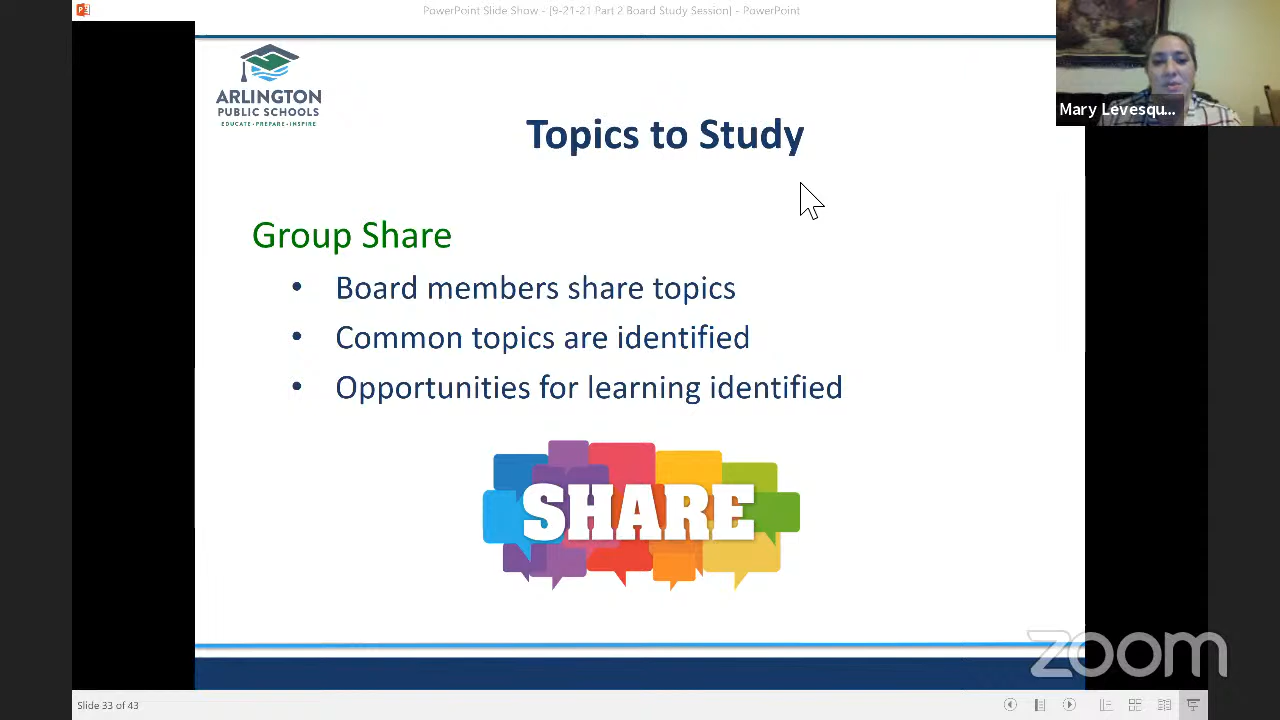 PowerPoint Slide Show - [9-21-21 Part 2 Board Study Session] - PowerPoint
ARLINGTON
PUBLIC SCHOOLS
EDUCATE • PREPARE • INSPIRE
Mary Levesqu...
Topics to Study
Group Share
• Board members share topics
• Common topics are identified
• Opportunities for learning identified
SHARE
zoom
Slide 33 of 43